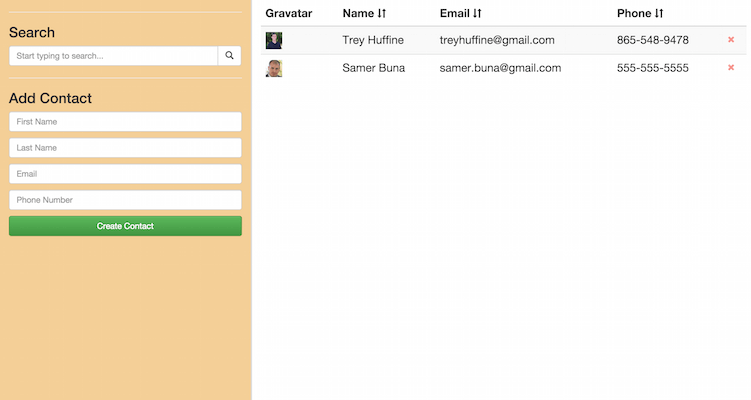 Search
Start typing to search...
Add Contact
First Name
Last Name
Email
Phone Number
Create Contact
Gravatar Name Email Phone
Trey Huffine treyhuffine@gmail.com 865-548-9478
Samer Buna samer.buna@gmail.com 555-555-5555